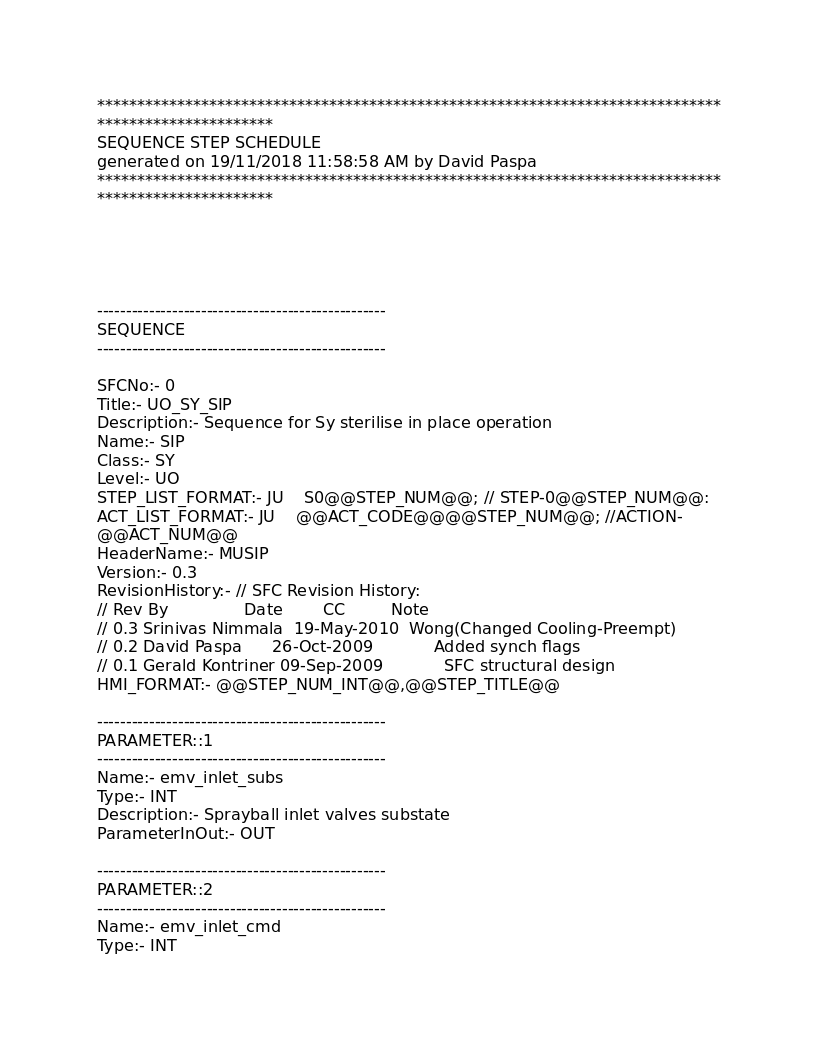 ******************************************************************************
**********************
SEQUENCE STEP SCHEDULE
generated on 19/11/2018 11:58:58 AM by David Paspa
******************************************************************************
**********************
--------------------------------------------------
SEQUENCE
--------------------------------------------------
SFCNo:- 0
Title:- UO_SY_SIP
Description:- Sequence for Sy sterilise in place operation
Name:- SIP
Class:- SY
Level:- UO
STEP_LIST_FORMAT:- JU    S0@@STEP_NUM@@; // STEP-0@@STEP_NUM@@:
ACT_LIST_FORMAT:- JU    @@ACT_CODE@@@@STEP_NUM@@; //ACTION-
@@ACT_NUM@@
HeaderName:- MUSIP
Version:- 0.3
RevisionHistory:- // SFC Revision History:
// Rev By               Date        CC         Note
// 0.3 Srinivas Nimmala  19-May-2010  Wong(Changed Cooling-Preempt)
// 0.2 David Paspa      26-Oct-2009            Added synch flags
// 0.1 Gerald Kontriner 09-Sep-2009            SFC structural design
HMI_FORMAT:- @@STEP_NUM_INT@@,@@STEP_TITLE@@
--------------------------------------------------
PARAMETER::1
--------------------------------------------------
Name:- emv_inlet_subs
Type:- INT
Description:- Sprayball inlet valves substate
ParameterInOut:- OUT
--------------------------------------------------
PARAMETER::2
--------------------------------------------------
Name:- emv_inlet_cmd
Type:- INT